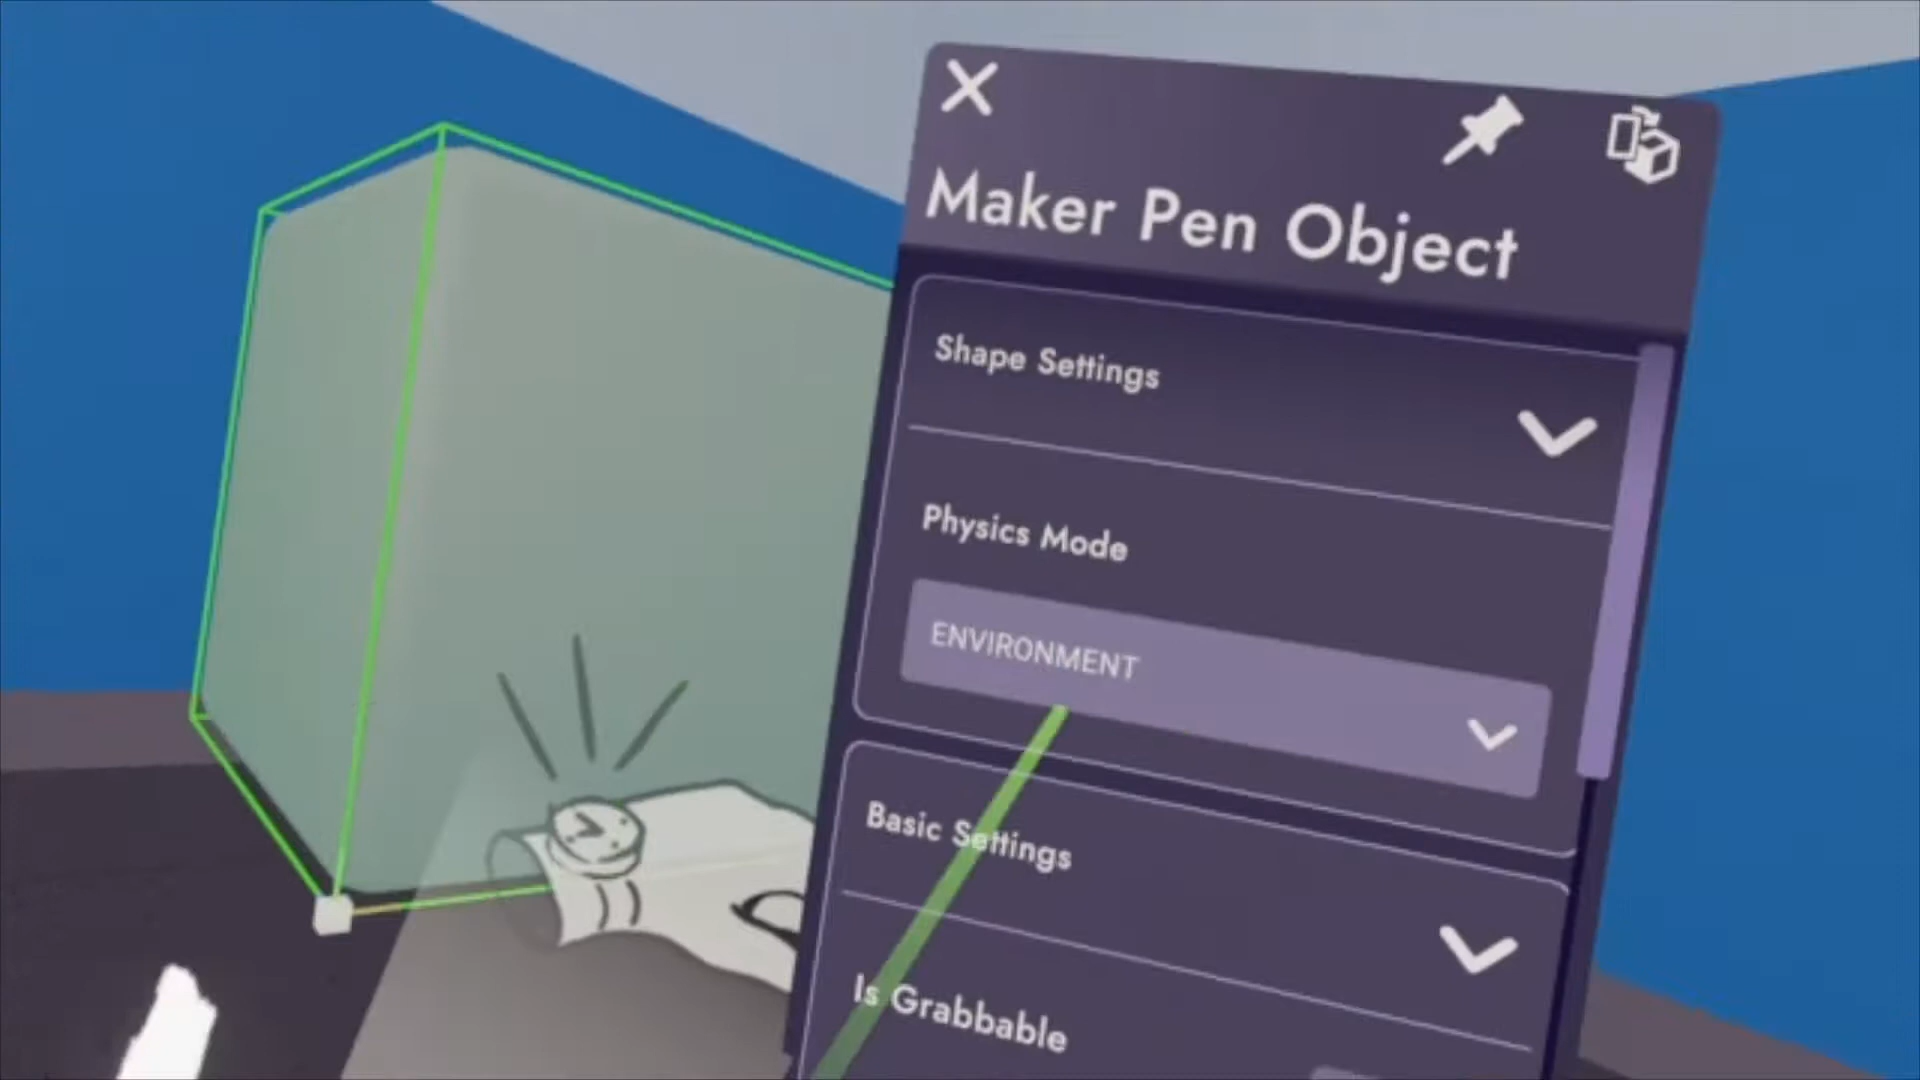 Maker Pen Object
Shape Settings
Physics Mode
ENVIRONMENT
Basic Settings
Is Grabbable